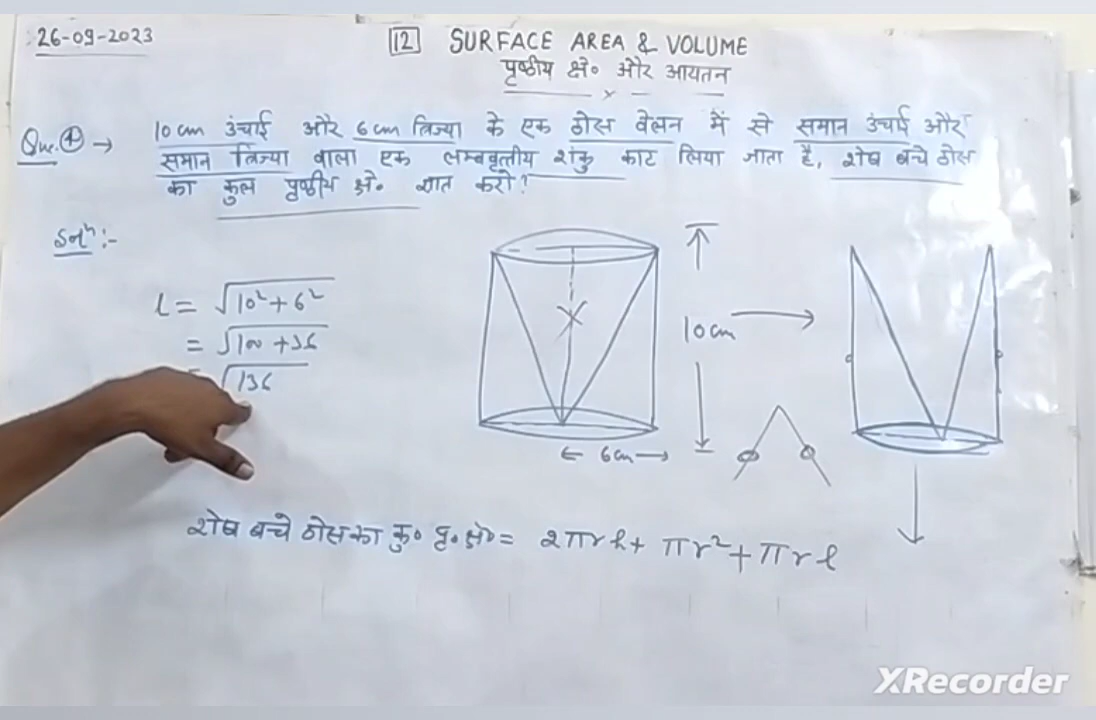 26-09-2023
12 SURFACE AREA & VOLUME
पृष्ठीय क्षे० और आयतन
Que. 4 → 10 cm उंचाई और 6 cm त्रिज्या के एक ठोस बेलन में से समान उंचाई और
समान त्रिज्या वाला एक लम्बवृत्तीय शंकु काट लिया जाता है, शेष बचे ठोस
का कुल पृष्ठीय क्षे० ज्ञात करो?
Solⁿ:-
l = √10² + 6²
= √100 + 36
√136
10 cm
← 6cm →
शेष बचे ठोस का कु० पृ० क्षे० = 2πrh + πr² + πrl
XRecorder